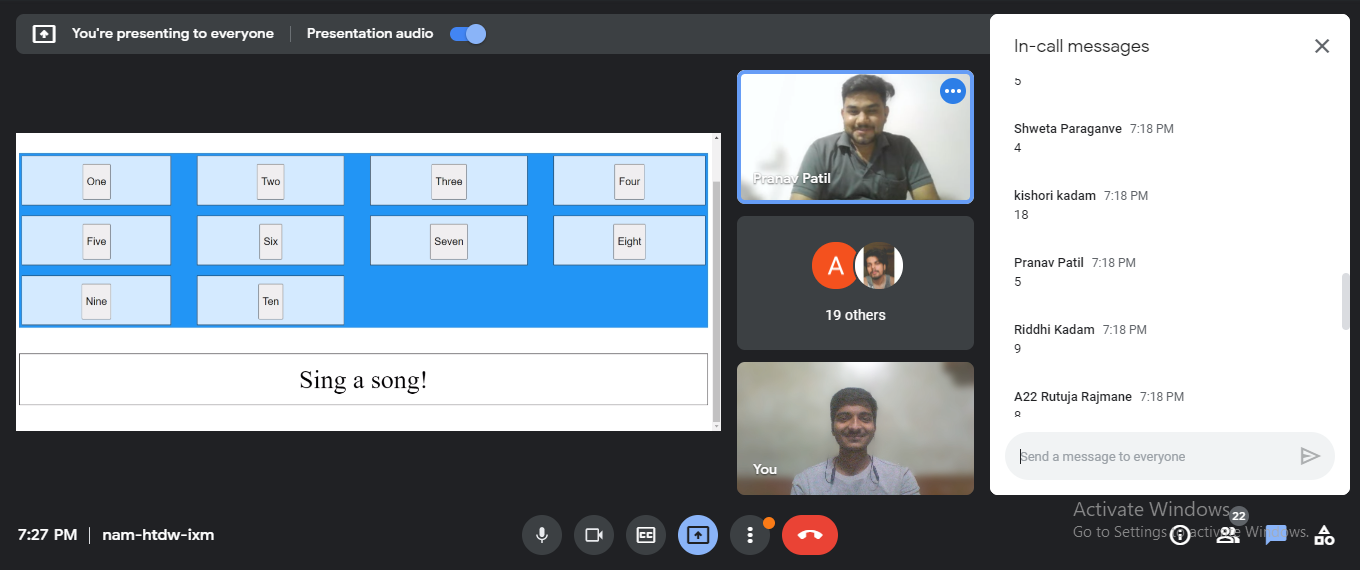 You're presenting to everyone
Presentation audio
In-call messages
5
Shweta Paraganve 7:18 PM
4
kishori kadam 7:18 PM
18
Pranav Patil 7:18 PM
5
Riddhi Kadam 7:18 PM
9
A22 Rutuja Rajmane 7:18 PM
8
Send a message to everyone
One Two Three Four
Five Six Seven Eight
Nine Ten
Sing a song!
Pranav Patil
A
19 others
You
Activate Windows
Go to Settings to activate Windows.
7:27 PM | nam-htdw-ixm
CC
22